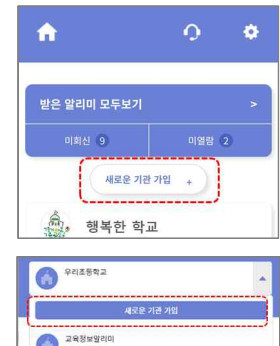 받은 알리미 모두보기 >
미회신 9 미열람 2
새로운 기관 가입 +
행복한 학교
우리초등학교
새로운 기관 가입
교육정보알리미